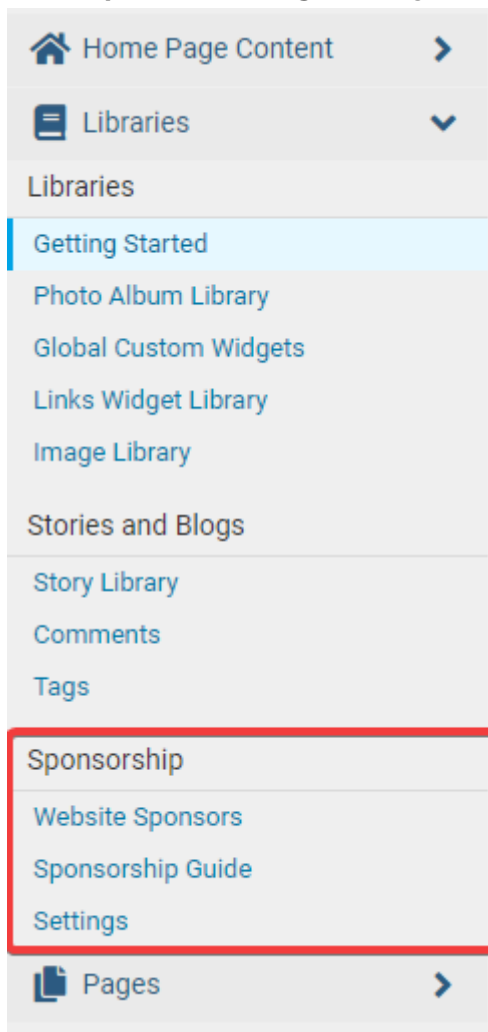 Home Page Content
Libraries
Libraries
Getting Started
Photo Album Library
Global Custom Widgets
Links Widget Library
Image Library
Stories and Blogs
Story Library
Comments
Tags
Sponsorship
Website Sponsors
Sponsorship Guide
Settings
Pages